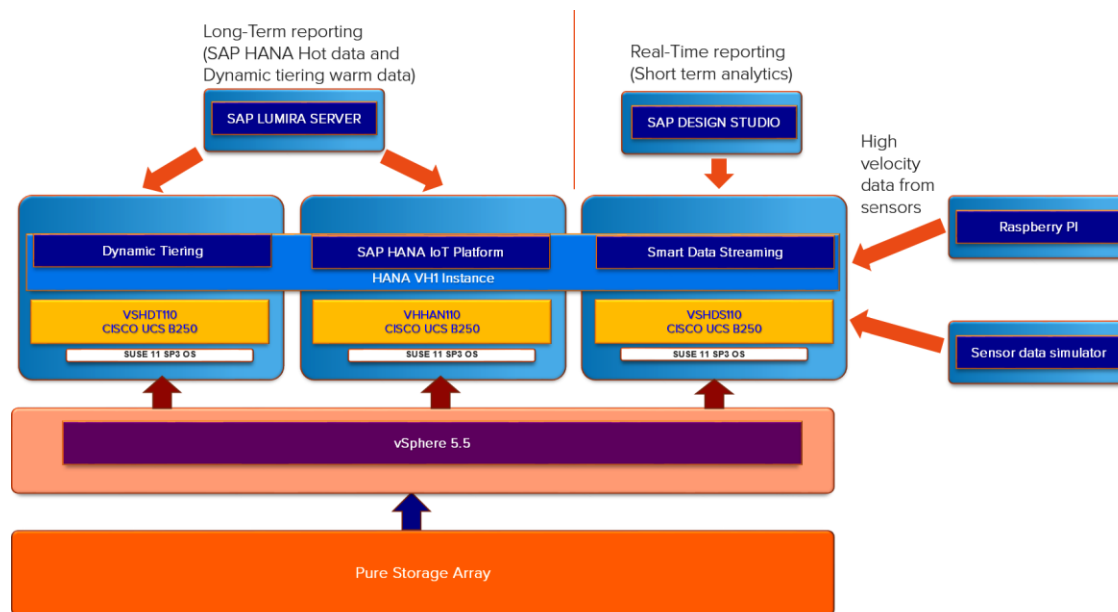 Long-Term reporting
(SAP HANA Hot data and
Dynamic tiering warm data)
Real-Time reporting
(Short term analytics)
SAP LUMIRA SERVER
SAP DESIGN STUDIO
High
velocity
data from
sensors
Raspberry PI
Dynamic Tiering
SAP HANA IoT Platform
Smart Data Streaming
HANA VH1 Instance
VSHDT110
CISCO UCS B250
VHHAN110
CISCO UCS B250
VSHDS110
CISCO UCS B250
SUSE 11 SP3 OS
SUSE 11 SP3 OS
SUSE 11 SP3 OS
Sensor data simulator
vSphere 5.5
Pure Storage Array